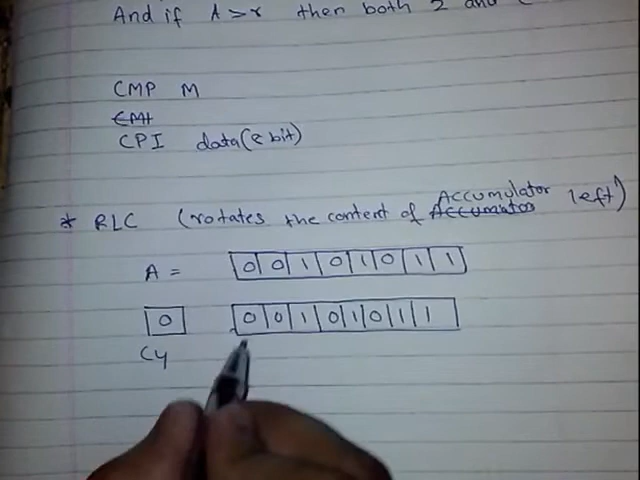 And if A>r then both Z and C
CMP M
CMI
CPI data(8 bit)
* RLC (rotates the content of Accumator Accumulator left)
A = 0 0 1 0 1 0 1 1
0 0 0 1 0 1 0 1 1
Cy